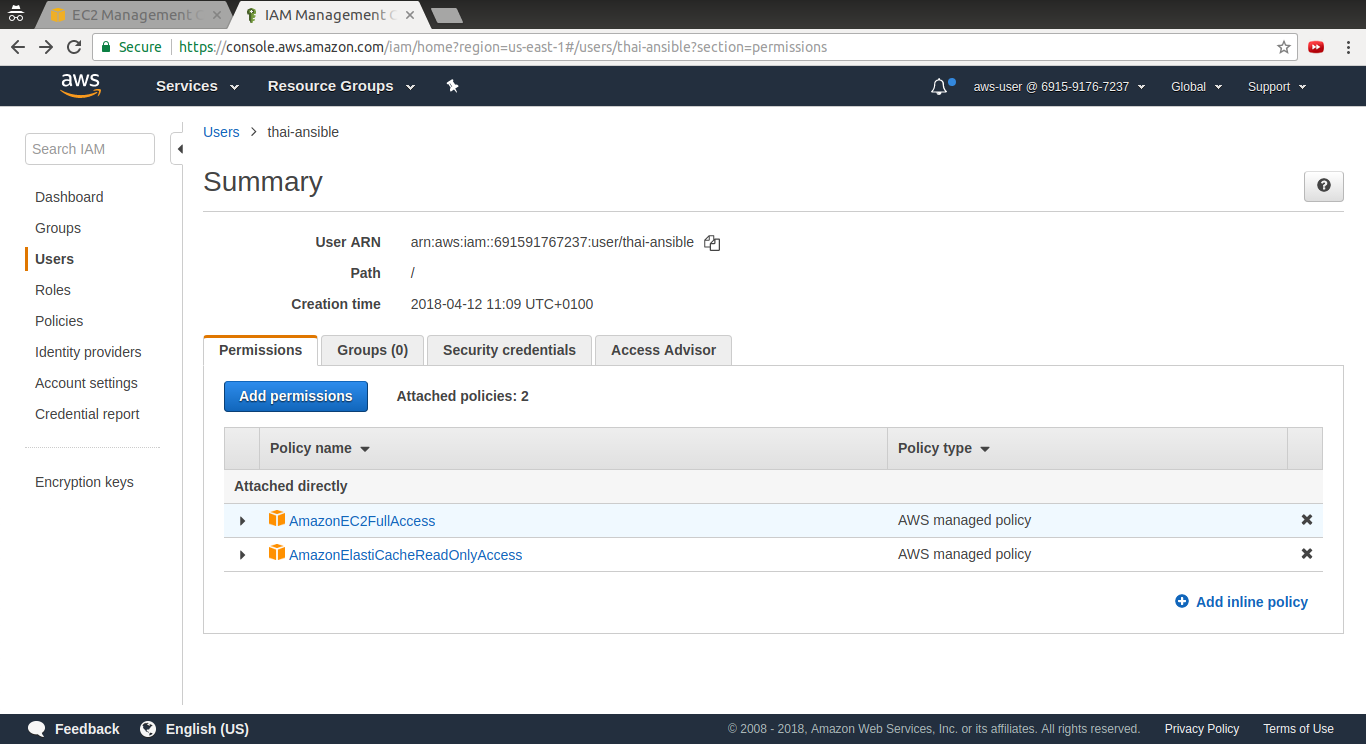 EC2 Management
IAM Management C
Secure
https://console.aws.amazon.com/iam/home?region=us-east-1#/users/thai-ansible?section=permissions
aws
Services
Resource Groups
aws-user @ 6915-9176-7237
Global
Support
Search IAM
Dashboard
Groups
Users
Roles
Policies
Identity providers
Account settings
Credential report
Encryption keys
Users > thai-ansible
Summary
User ARN arn:aws:iam::691591767237:user/thai-ansible
Path /
Creation time 2018-04-12 11:09 UTC+0100
Permissions
Groups (0)
Security credentials
Access Advisor
Add permissions
Attached policies: 2
Policy name Policy type
Attached directly
AmazonEC2FullAccess AWS managed policy
AmazonElastiCacheReadOnlyAccess AWS managed policy
Add inline policy
Feedback
English (US)
© 2008 - 2018, Amazon Web Services, Inc. or its affiliates. All rights reserved.
Privacy Policy
Terms of Use